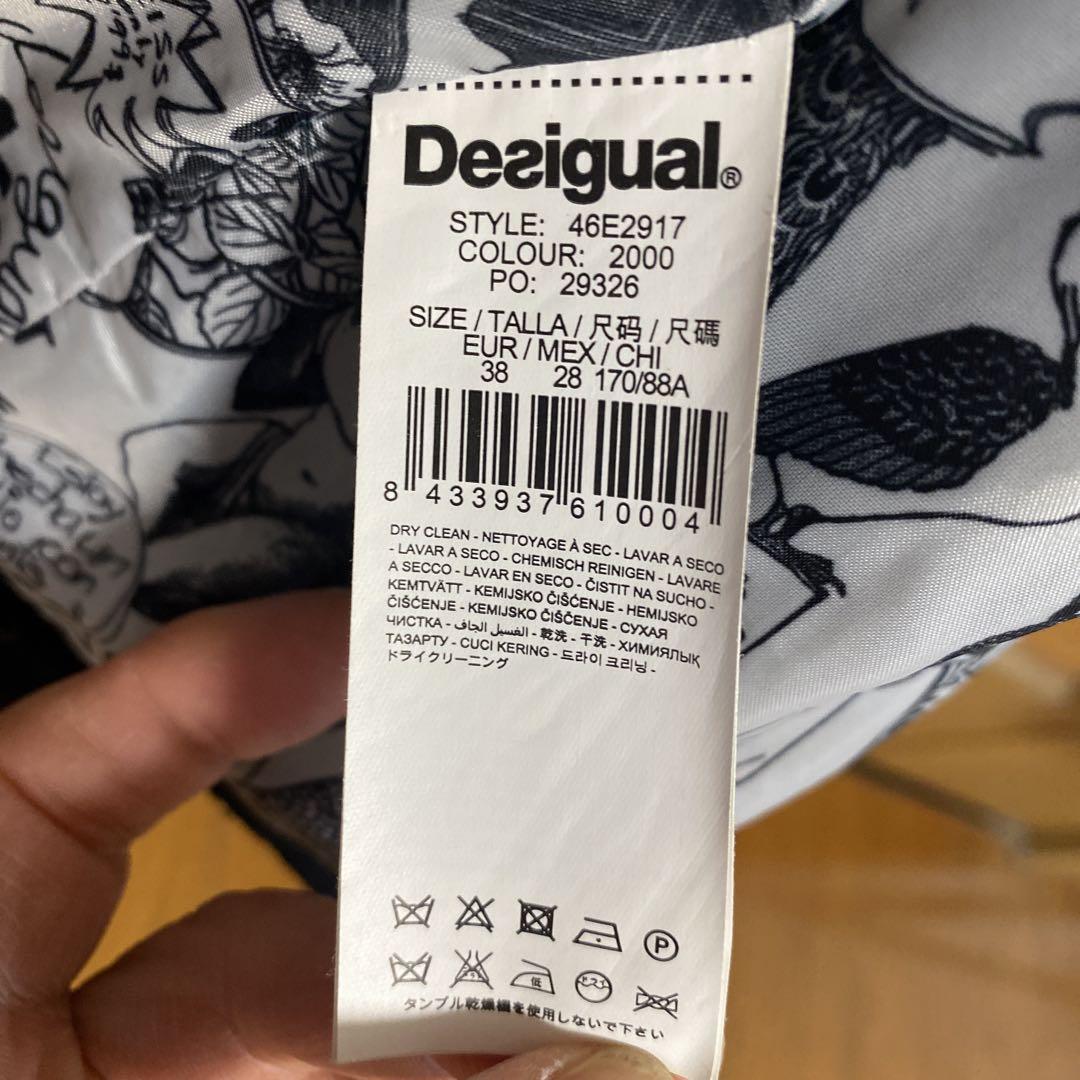 Desigual®
STYLE: 46E2917
COLOUR: 2000
PO: 29326
SIZE / TALLA / 尺码 / 尺碼
EUR / MEX / CHI
38 28 170/88A
8 433937 610004
DRY CLEAN - NETTOYAGE À SEC - LAVAR A SECO
- LAVAR A SECO - CHEMISCH REINIGEN - LAVARE
A SECCO - LAVAR EN SECO - ČISTIT NA SUCHO -
KEMTVÄTT - KEMIJSKO ČIŠĆENJE - HEMIJSKO
ČIŠĆENJE - KEMIJSKO ČIŠČENJE - СУХАЯ
ЧИСТКА - الغسيل الجاف - 乾洗 - 干洗 - ХИМИЯЛЫҚ
ТАЗАРТУ - CUCI KERING - 드라이 크리닝 -
ドライクリーニング
P
低
タンブル乾燥機を使用しないで下さい